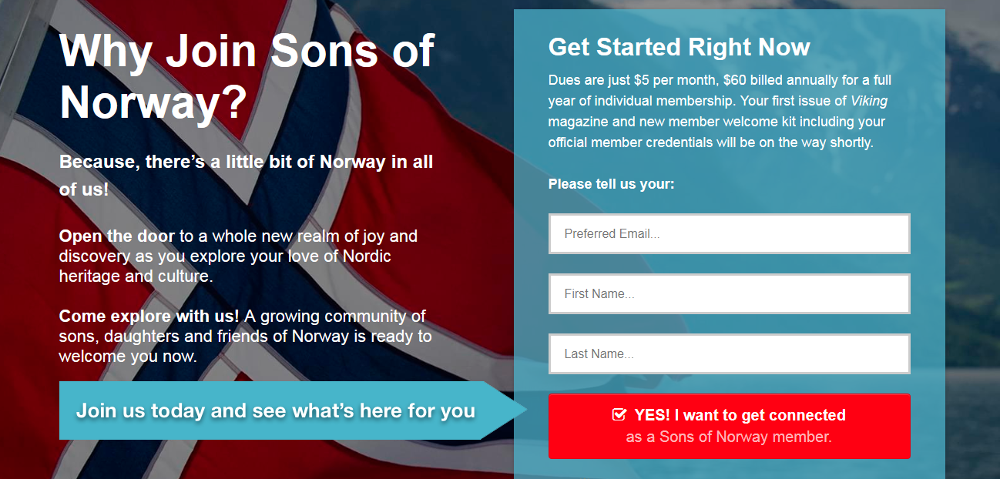 Why Join Sons of
Norway?
Because, there’s a little bit of Norway in all
of us!
Open the door to a whole new realm of joy and
discovery as you explore your love of Nordic
heritage and culture.
Come explore with us! A growing community of
sons, daughters and friends of Norway is ready to
welcome you now.
Join us today and see what’s here for you
Get Started Right Now
Dues are just $5 per month, $60 billed annually for a full
year of individual membership. Your first issue of Viking
magazine and new member welcome kit including your
official member credentials will be on the way shortly.
Please tell us your:
Preferred Email...
First Name...
Last Name...
YES! I want to get connected
as a Sons of Norway member.